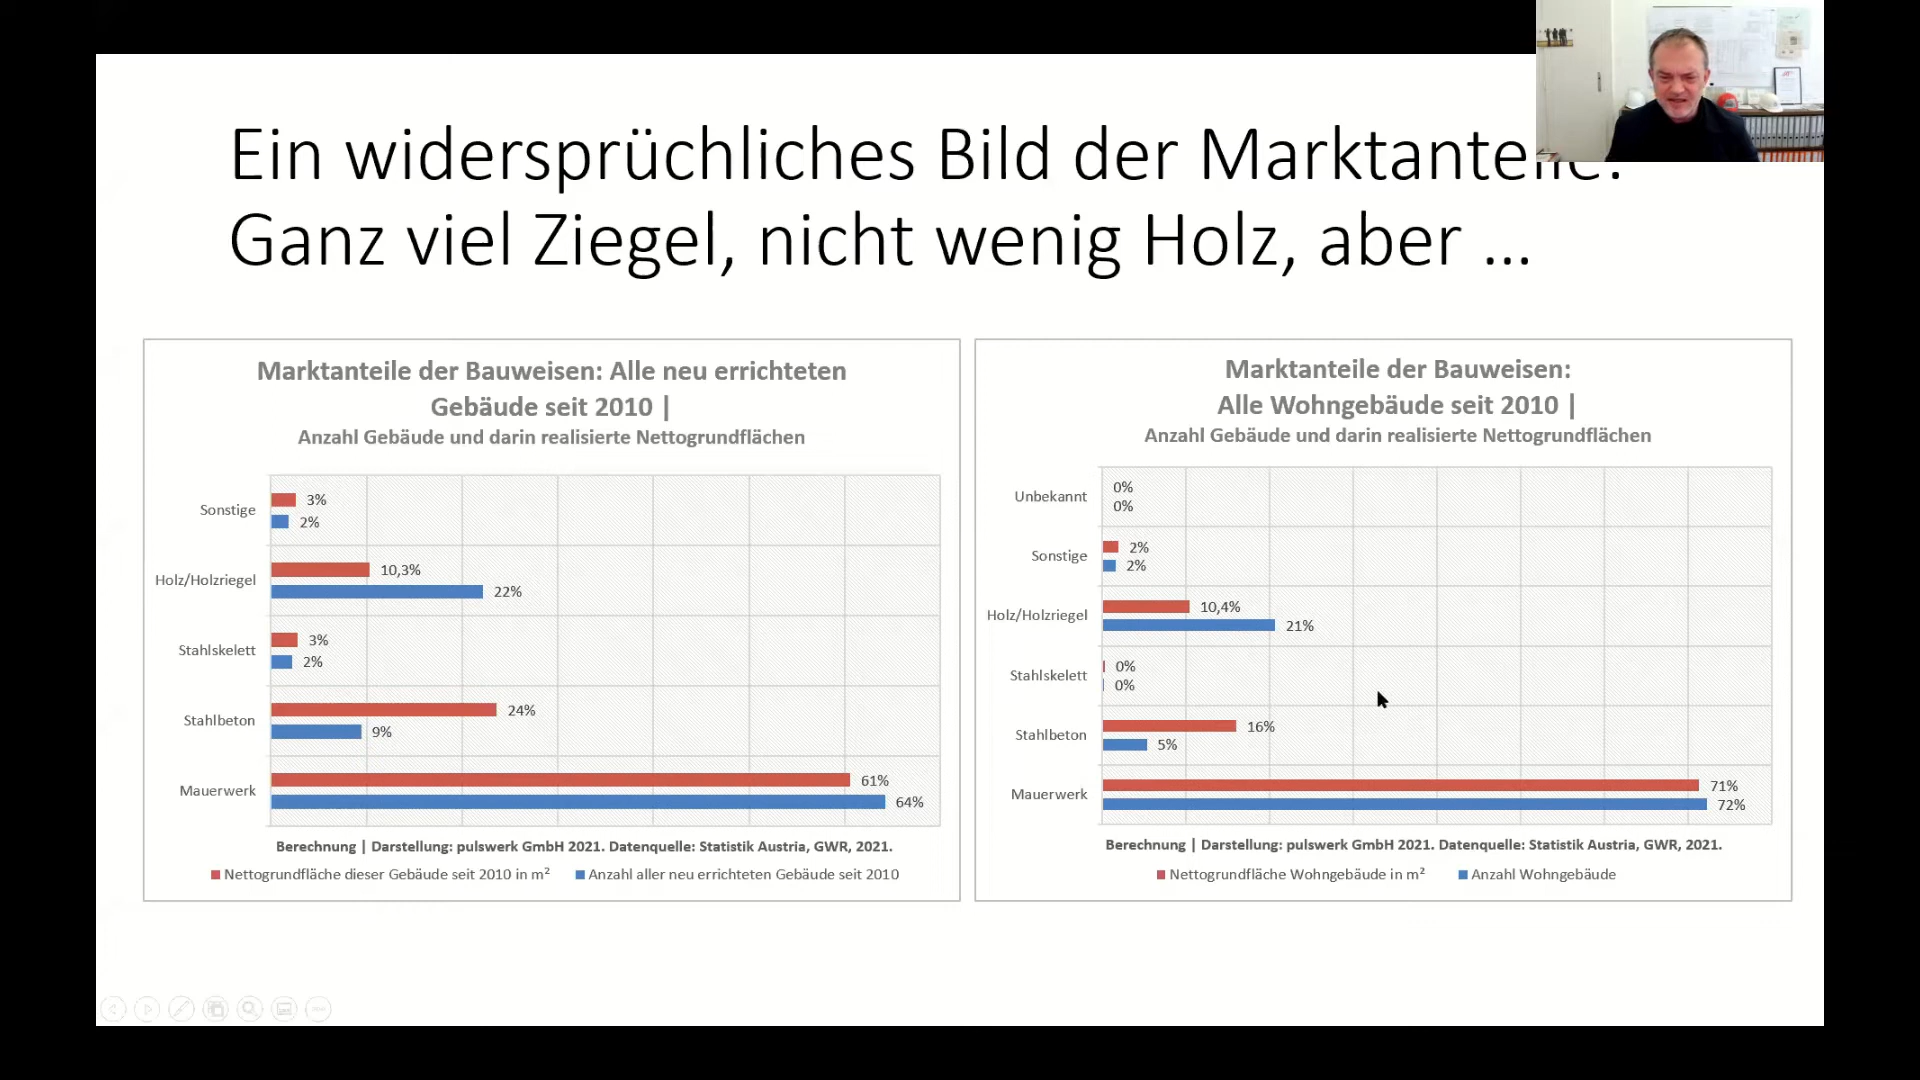 Ein widersprüchliches Bild der Marktanteile:
Ganz viel Ziegel, nicht wenig Holz, aber ...
Marktanteile der Bauweisen: Alle neu errichteten
Gebäude seit 2010 |
Anzahl Gebäude und darin realisierte Nettogrundflächen
Sonstige
3%
2%
Holz/Holzriegel
10,3%
22%
Stahlskelett
3%
2%
Stahlbeton
24%
9%
Mauerwerk
61%
64%
Berechnung | Darstellung: pulswerk GmbH 2021. Datenquelle: Statistik Austria, GWR, 2021.
Nettogrundfläche dieser Gebäude seit 2010 in m² Anzahl aller neu errichteten Gebäude seit 2010
Marktanteile der Bauweisen:
Alle Wohngebäude seit 2010 |
Anzahl Gebäude und darin realisierte Nettogrundflächen
Unbekannt
0%
0%
Sonstige
2%
2%
Holz/Holzriegel
10,4%
21%
Stahlskelett
0%
0%
Stahlbeton
16%
5%
Mauerwerk
71%
72%
Berechnung | Darstellung: pulswerk GmbH 2021. Datenquelle: Statistik Austria, GWR, 2021.
Nettogrundfläche Wohngebäude in m² Anzahl Wohngebäude